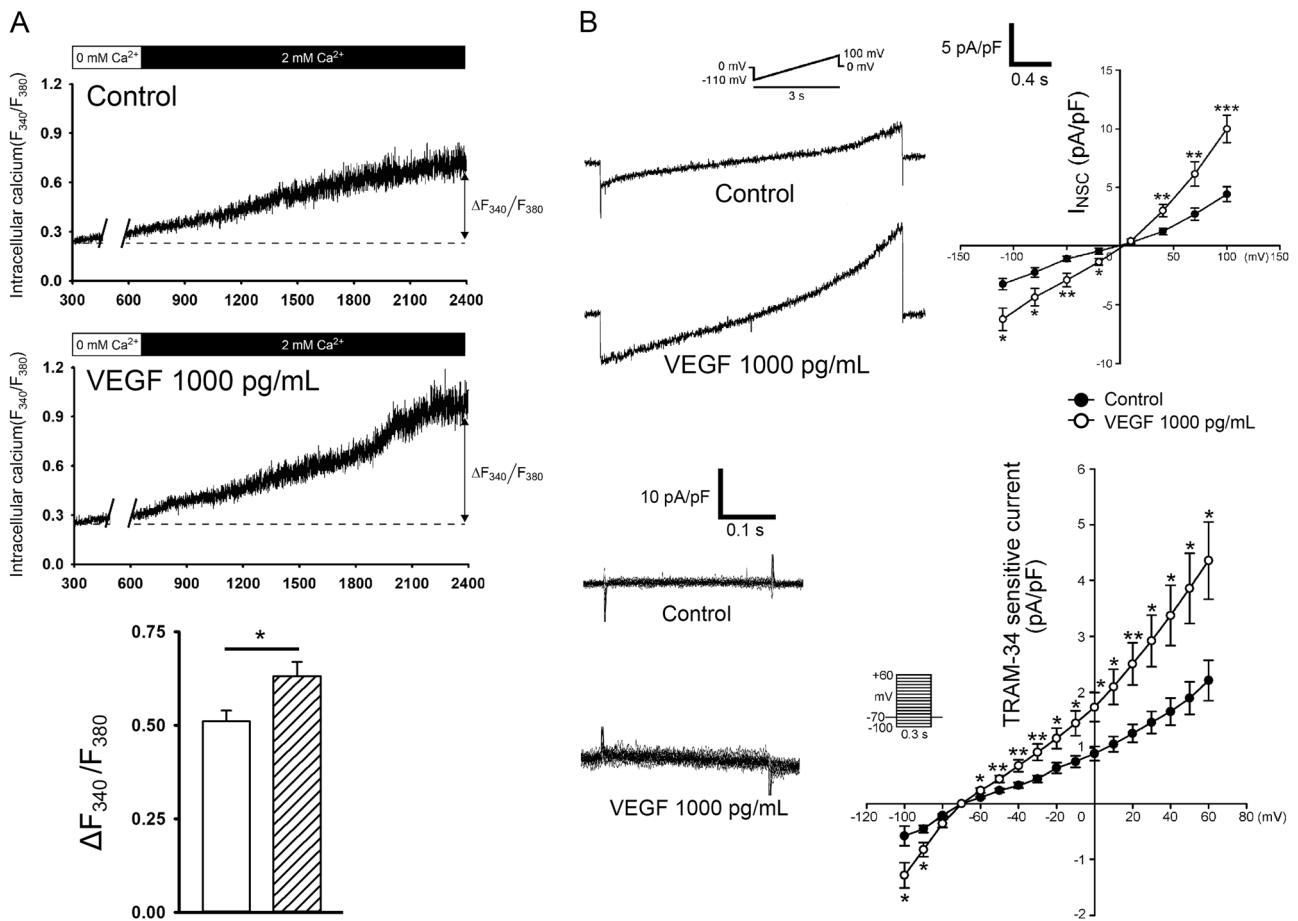 A
0 mM Ca²⁺ 2 mM Ca²⁺
Intracellular calcium(F₃₄₀/F₃₈₀)
1.2
0.9
0.6
0.3
0.0
Control
ΔF₃₄₀/F₃₈₀
300 600 900 1200 1500 1800 2100 2400
0 mM Ca²⁺ 2 mM Ca²⁺
Intracellular calcium(F₃₄₀/F₃₈₀)
1.2
0.9
0.6
0.3
0.0
VEGF 1000 pg/mL
ΔF₃₄₀/F₃₈₀
300 600 900 1200 1500 1800 2100 2400
ΔF₃₄₀/F₃₈₀
0.75
0.50
0.25
0.00
*
B
0 mV
-110 mV
100 mV
0 mV
3 s
5 pA/pF
0.4 s
Control
VEGF 1000 pg/mL
I_NSC (pA/pF)
15
10
5
0
-5
-10
-150 -100 -50 50 100 150
(mV)
***
**
**
*
**
*
*
Control
VEGF 1000 pg/mL
10 pA/pF
0.1 s
Control
VEGF 1000 pg/mL
+60
mV
-70
-100
0.3 s
TRAM-34 sensitive current
(pA/pF)
6
5
4
3
2
1
-1
-2
-120 -100 -80 -60 -40 -20 0 20 40 60 80 (mV)
* ** ** ** * * * * ** * * * *
* *